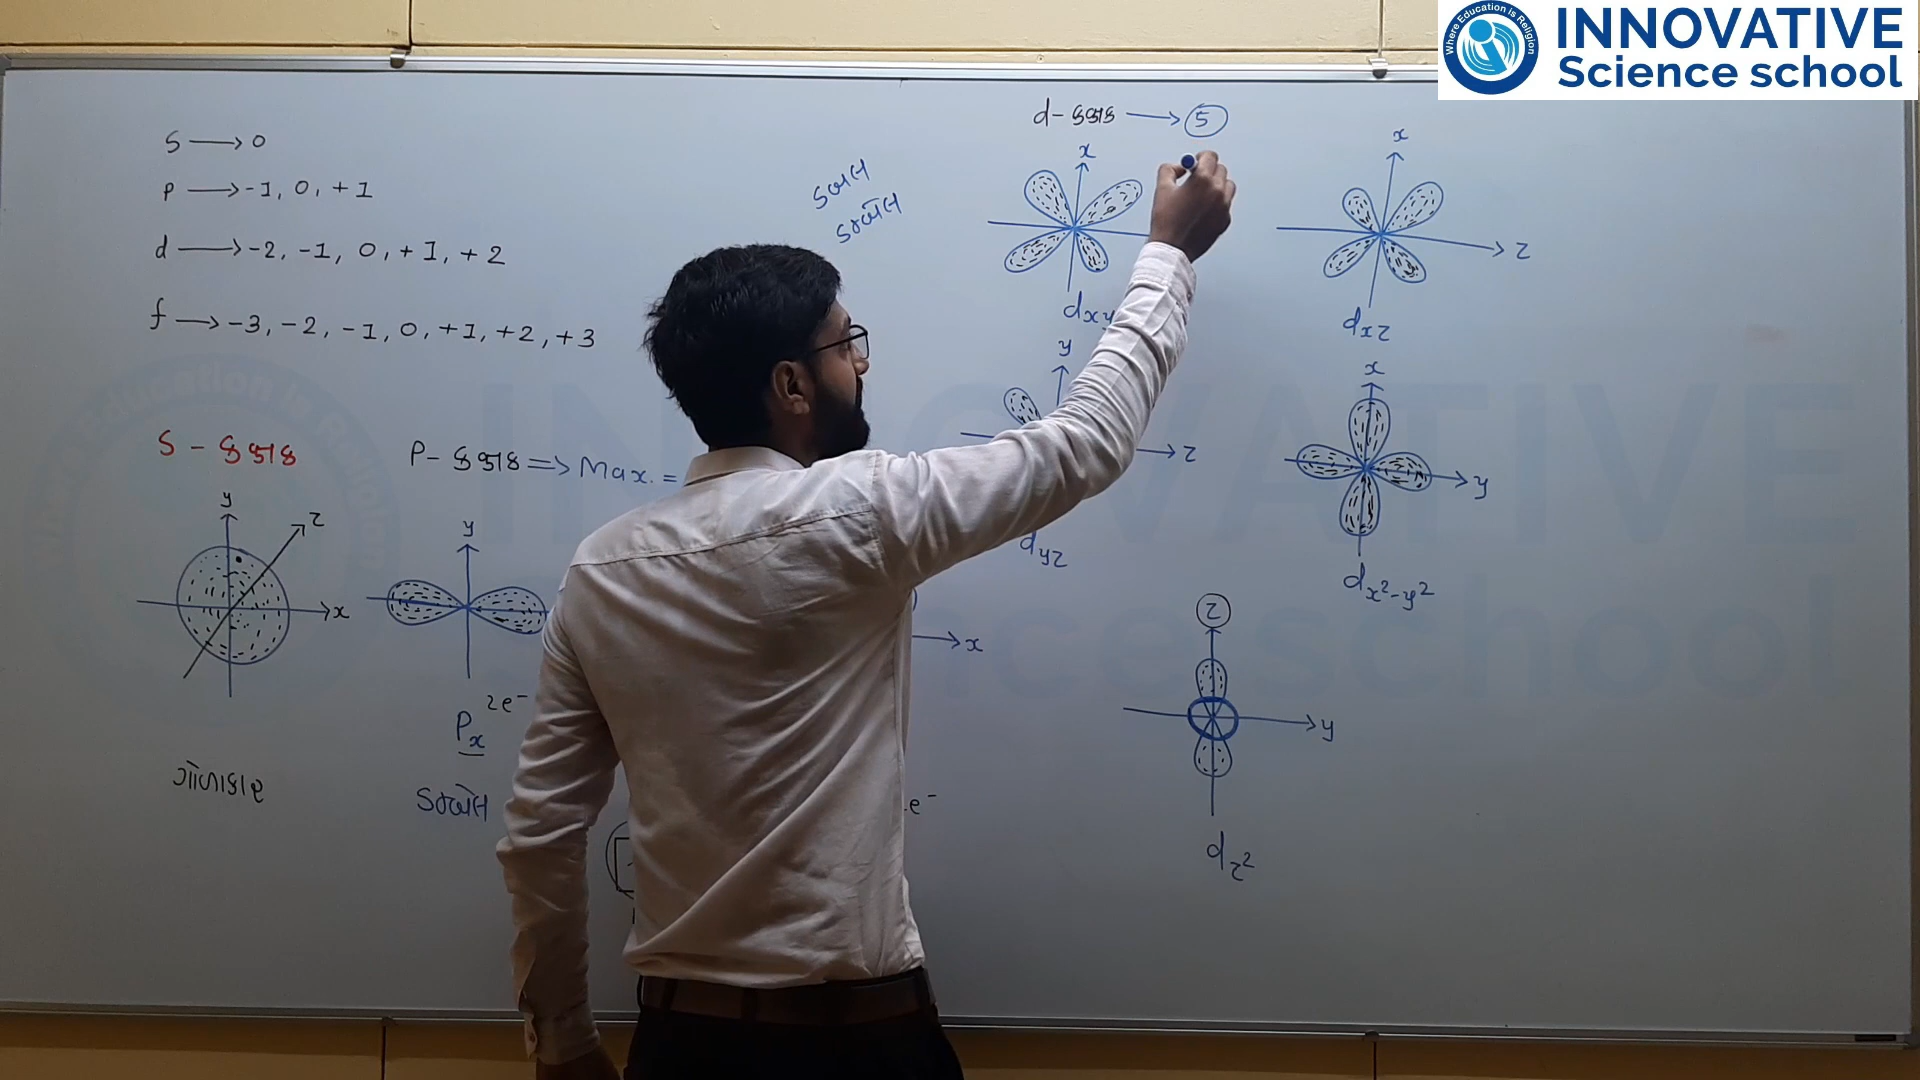 INNOVATIVE
Science school
Where Education is Religion
S → 0
P → -1, 0, +1
d → -2, -1, 0, +1, +2
f → -3, -2, -1, 0, +1, +2, +3
S - કક્ષક
y
z
x
ગોળાકાર
P- કક્ષક => Max. =
y
2e⁻
Pₓ
ડમ્બેલ
x
e⁻
ડબલ
ડમ્બેલ
d- કક્ષક → 5
x
dxy
x
z
dxz
y
z
dyz
x
y
dx²-y²
z
y
dz²